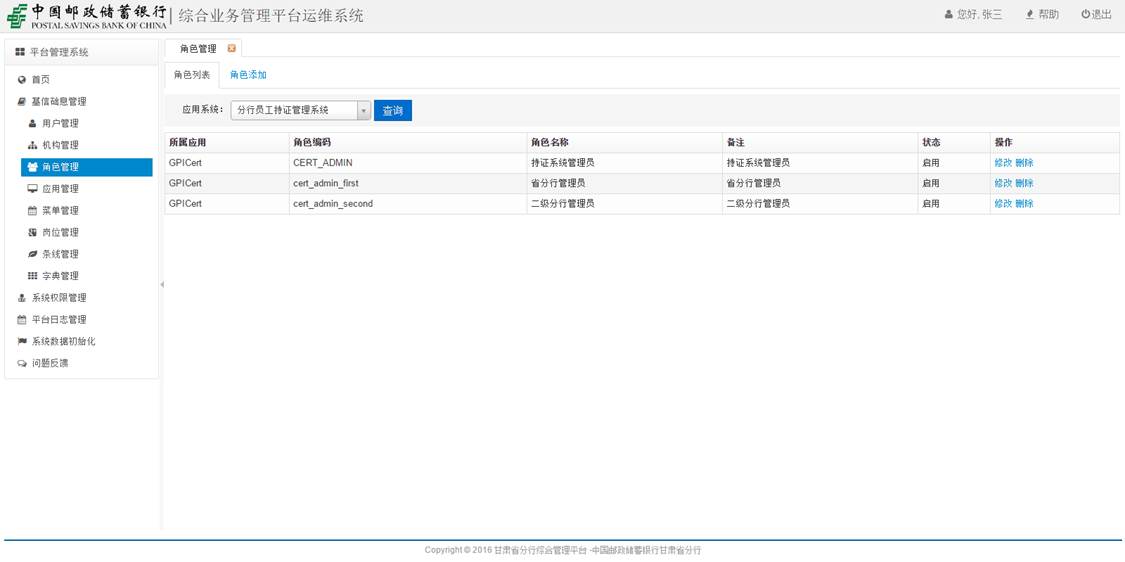 中国邮政储蓄银行 综合业务管理平台运维系统 您好, 张三 帮助 退出
POSTAL SAVINGS BANK OF CHINA
平台管理系统
首页
基信础息管理
用户管理
机构管理
角色管理
应用管理
菜单管理
岗位管理
条线管理
字典管理
系统权限管理
平台日志管理
系统数据初始化
问题反馈
角色管理
角色列表 角色添加
应用系统: 分行员工持证管理系统 查询
所属应用 角色编码 角色名称 备注 状态 操作
GPICert CERT_ADMIN 持证系统管理员 持证系统管理员 启用 修改 删除
GPICert cert_admin_first 省分行管理员 省分行管理员 启用 修改 删除
GPICert cert_admin_second 二级分行管理员 二级分行管理员 启用 修改 删除
Copyright © 2016 甘肃省分行综合管理平台 -中国邮政储蓄银行甘肃省分行